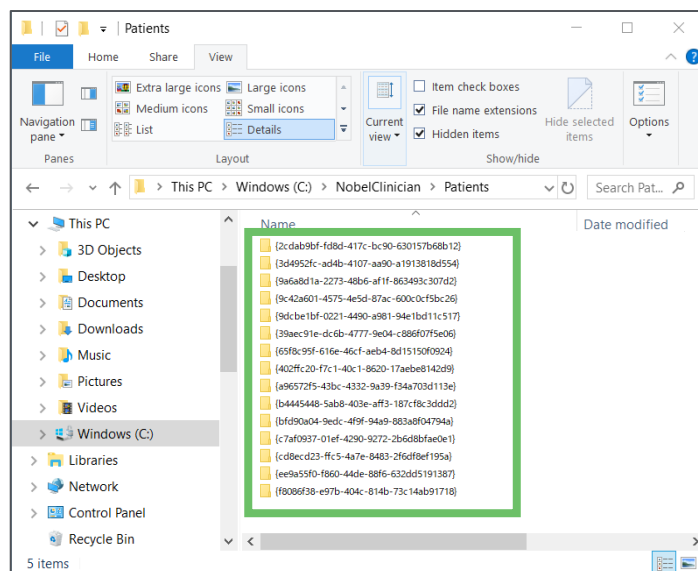 Patients
File Home Share View
Navigation pane
Extra large icons Large icons
Medium icons Small icons
List Details
Current view
Item check boxes
File name extensions
Hidden items
Hide selected items
Options
Panes Layout Show/hide
This PC Windows (C:) NobelClinician Patients Search Pat...
Name Date modified
This PC
3D Objects
Desktop
Documents
Downloads
Music
Pictures
Videos
Windows (C:)
Libraries
Network
Control Panel
Recycle Bin
{2cdab9bf-fd8d-417c-bc90-630157b68b12}
{3d4952fc-ad4b-4107-aa90-a1913818d554}
{9a6a8d1a-2273-48b6-af1f-863493c307d2}
{9c42a601-4575-4e5d-87ac-600c0cf5bc26}
{9dcbe1bf-0221-4490-a981-94e1bd11c517}
{39aec91e-dc6b-4777-9e04-c886f07f5e06}
{65f8c95f-616e-46cf-aeb4-8d15150f0924}
{402ffc20-f7c1-40c1-8620-17aebe8142d9}
{a96572f5-43bc-4332-9a39-f34a703d113e}
{b4445448-5ab8-403e-aff3-187cf8c3ddd2}
{bfd90a04-9edc-4f9f-94a9-883a8f04794a}
{c7af0937-01ef-4290-9272-2b6d8bfae0e1}
{cd8ecd23-ffc5-4a7e-8483-2f6df8ef195a}
{ee9a55f0-f860-44de-88f6-632dd5191387}
{f8086f38-e97b-404c-814b-73c14ab91718}
5 items